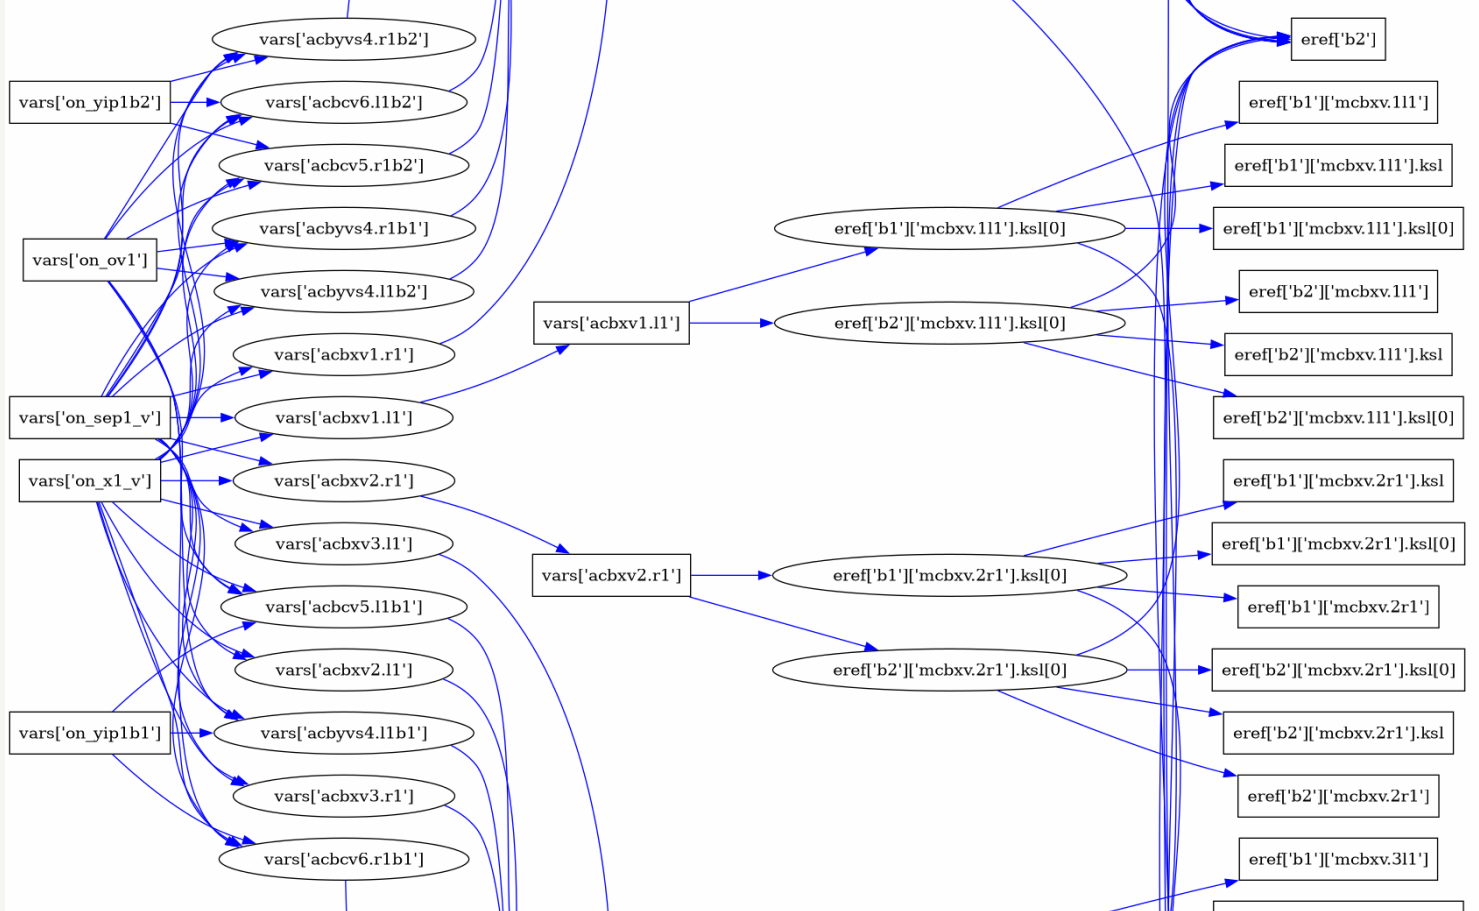 vars['on_yip1b2']
vars['on_ov1']
vars['on_sep1_v']
vars['on_x1_v']
vars['on_yip1b1']
vars['acbyvs4.r1b2']
vars['acbcv6.l1b2']
vars['acbcv5.r1b2']
vars['acbyvs4.r1b1']
vars['acbyvs4.l1b2']
vars['acbxv1.r1']
vars['acbxv1.l1']
vars['acbxv2.r1']
vars['acbxv3.l1']
vars['acbcv5.l1b1']
vars['acbxv2.l1']
vars['acbyvs4.l1b1']
vars['acbxv3.r1']
vars['acbcv6.r1b1']
vars['acbxv1.l1']
vars['acbxv2.r1']
eref['b1']['mcbxv.1l1'].ksl[0]
eref['b2']['mcbxv.1l1'].ksl[0]
eref['b1']['mcbxv.2r1'].ksl[0]
eref['b2']['mcbxv.2r1'].ksl[0]
eref['b2']
eref['b1']['mcbxv.1l1']
eref['b1']['mcbxv.1l1'].ksl
eref['b1']['mcbxv.1l1'].ksl[0]
eref['b2']['mcbxv.1l1']
eref['b2']['mcbxv.1l1'].ksl
eref['b2']['mcbxv.1l1'].ksl[0]
eref['b1']['mcbxv.2r1'].ksl
eref['b1']['mcbxv.2r1'].ksl[0]
eref['b1']['mcbxv.2r1']
eref['b2']['mcbxv.2r1'].ksl[0]
eref['b2']['mcbxv.2r1'].ksl
eref['b2']['mcbxv.2r1']
eref['b1']['mcbxv.3l1']